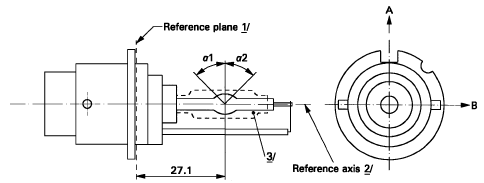 Reference plane 1/
α1
α2
A
B
3/
Reference axis 2/
27.1